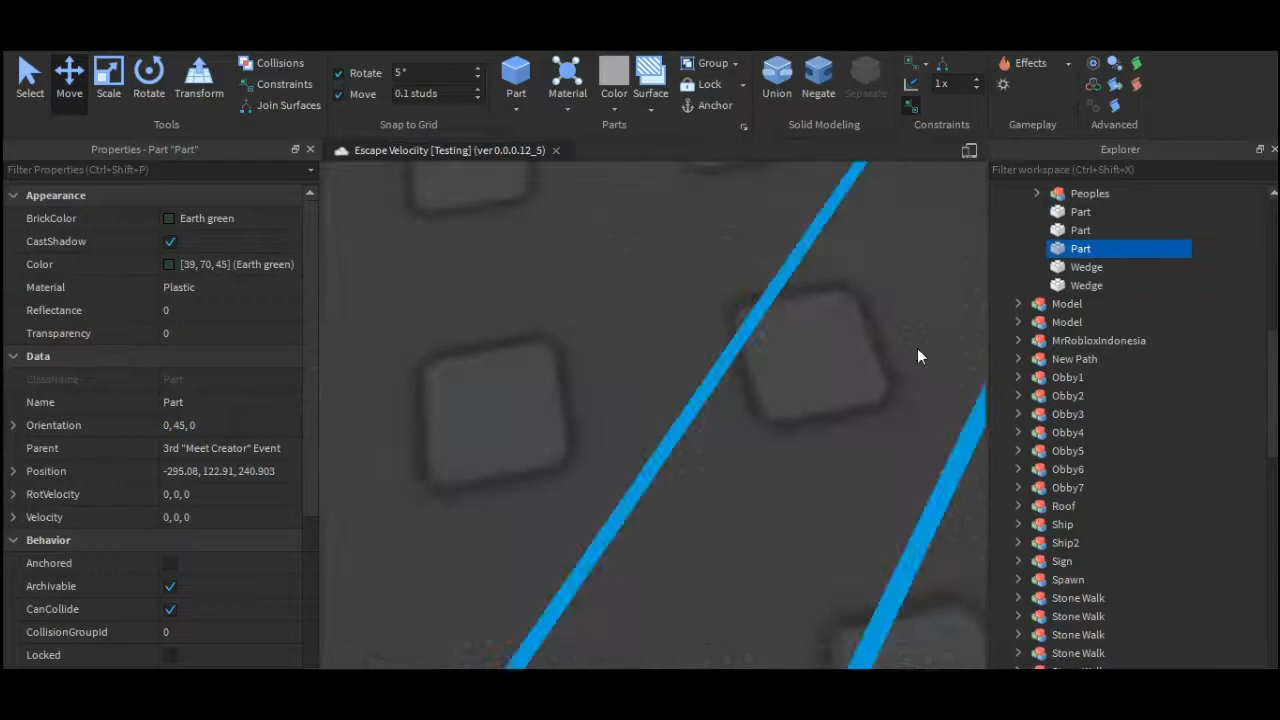 Select
Move
Scale
Rotate
Transform
Collisions
Constraints
Join Surfaces
Tools
Rotate 5°
Move 0.1 studs
Snap to Grid
Part
Material
Color
Surface
Group
Lock
Anchor
Parts
Union
Negate
Separate
Solid Modeling
1 x
Constraints
Effects
Gameplay
Advanced
Properties - Part "Part"
Filter Properties (Ctrl+Shift+P)
Appearance
BrickColor Earth green
CastShadow
Color [39, 70, 45] (Earth green)
Material Plastic
Reflectance 0
Transparency 0
Data
ClassName Part
Name Part
Orientation 0, 45, 0
Parent 3rd "Meet Creator" Event
Position -295.08, 122.91, 240.903
RotVelocity 0, 0, 0
Velocity 0, 0, 0
Behavior
Anchored
Archivable
CanCollide
CollisionGroupId 0
Locked
Escape Velocity [Testing] (ver0.0.0.12_5)
Explorer
Filter workspace (Ctrl+Shift+X)
Peoples
Part
Part
Part
Wedge
Wedge
Model
Model
MrRobloxIndonesia
New Path
Obby1
Obby2
Obby3
Obby4
Obby5
Obby6
Obby7
Roof
Ship
Ship2
Sign
Spawn
Stone Walk
Stone Walk
Stone Walk
Stone Walk